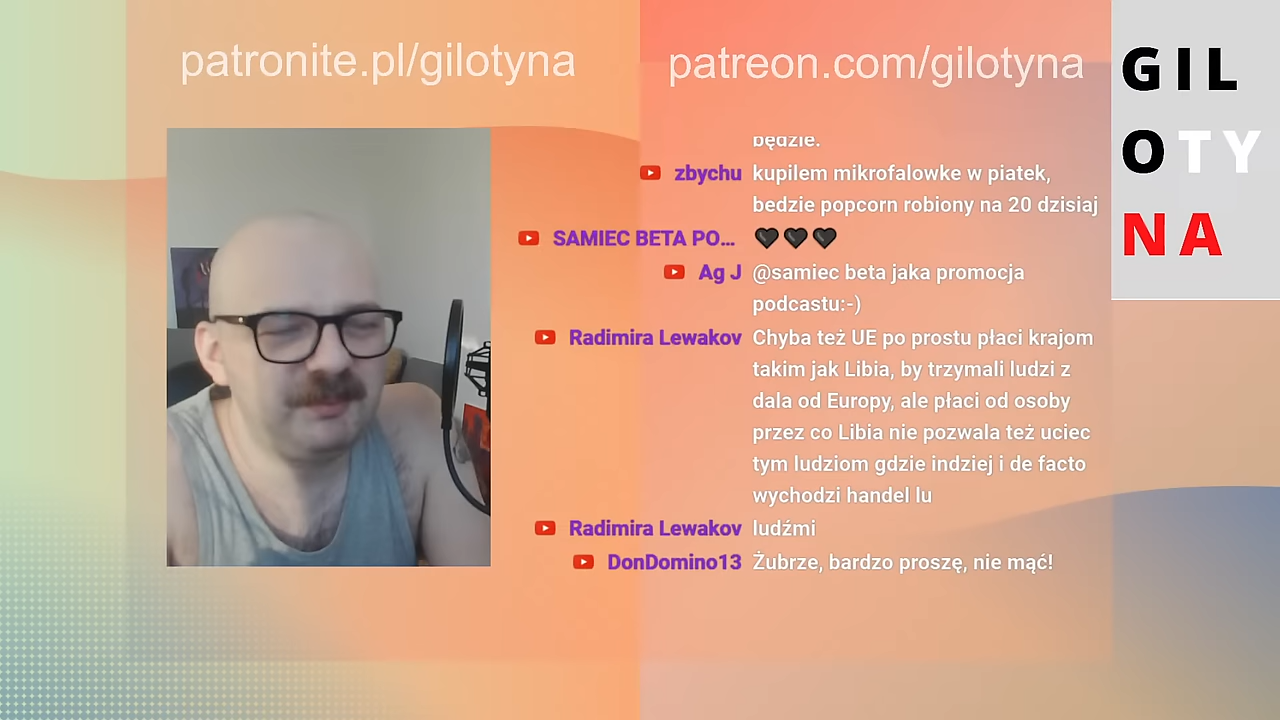 patronite.pl/gilotyna
patreon.com/gilotyna
GIL
OTY
NA
będzie.
zbychu kupilem mikrofalowke w piatek,
bedzie popcorn robiony na 20 dzisiaj
SAMIEC BETA PO... 🖤🖤🖤
Ag J @samiec beta jaka promocja
podcastu:-)
Radimira Lewakov Chyba też UE po prostu płaci krajom
takim jak Libia, by trzymali ludzi z
dala od Europy, ale płaci od osoby
przez co Libia nie pozwala też uciec
tym ludziom gdzie indziej i de facto
wychodzi handel lu
Radimira Lewakov ludźmi
DonDomino13 Żubrze, bardzo proszę, nie mąć!